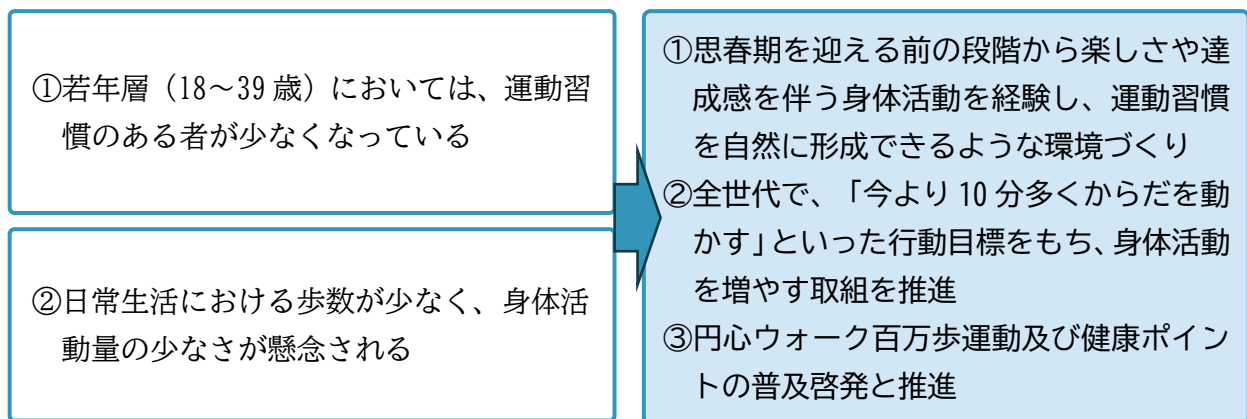 ①若年層（18～39歳）においては、運動習
慣のある者が少なくなっている
②日常生活における歩数が少なく、身体活
動量の少なさが懸念される
①思春期を迎える前の段階から楽しさや達
成感を伴う身体活動を経験し、運動習慣
を自然に形成できるような環境づくり
②全世代で、「今より10分多くからだを動
かす」といった行動目標をもち、身体活動
を増やす取組を推進
③円心ウォーク百万歩運動及び健康ポイン
トの普及啓発と推進